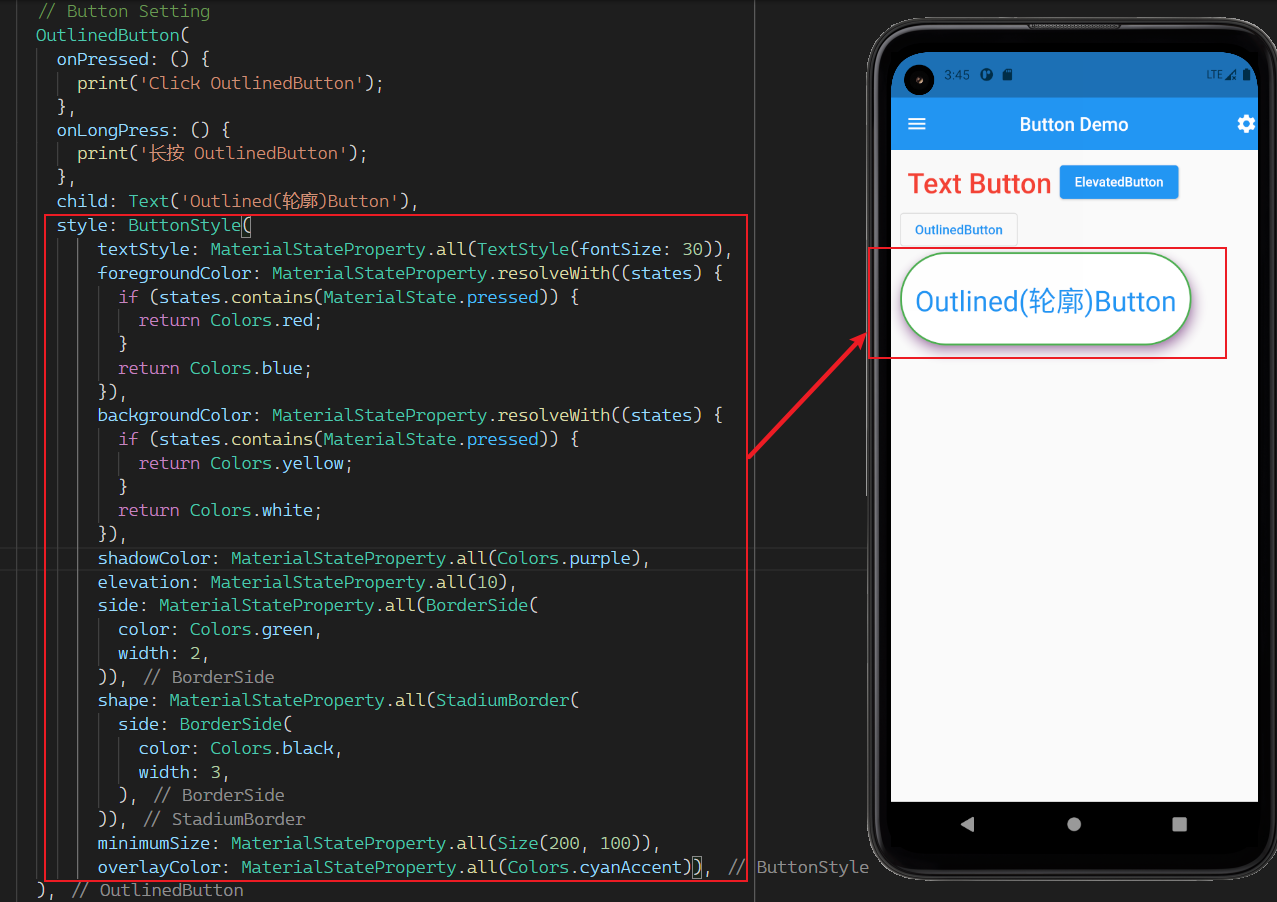 // Button Setting
OutlinedButton(
onPressed: () {
print('Click OutlinedButton');
},
onLongPress: () {
print('长按 OutlinedButton');
},
child: Text('Outlined(轮廓)Button'),
style: ButtonStyle(
textStyle: MaterialStateProperty.all(TextStyle(fontSize: 30)),
foregroundColor: MaterialStateProperty.resolveWith((states) {
if (states.contains(MaterialState.pressed)) {
return Colors.red;
}
return Colors.blue;
}),
backgroundColor: MaterialStateProperty.resolveWith((states) {
if (states.contains(MaterialState.pressed)) {
return Colors.yellow;
}
return Colors.white;
}),
shadowColor: MaterialStateProperty.all(Colors.purple),
elevation: MaterialStateProperty.all(10),
side: MaterialStateProperty.all(BorderSide(
color: Colors.green,
width: 2,
)), // BorderSide
shape: MaterialStateProperty.all(StadiumBorder(
side: BorderSide(
color: Colors.black,
width: 3,
), // BorderSide
)), // StadiumBorder
minimumSize: MaterialStateProperty.all(Size(200, 100)),
overlayColor: MaterialStateProperty.all(Colors.cyanAccent)), // ButtonStyle
), // OutlinedButton
3:45
LTE
Button Demo
Text Button
ElevatedButton
OutlinedButton
Outlined(轮廓)Button